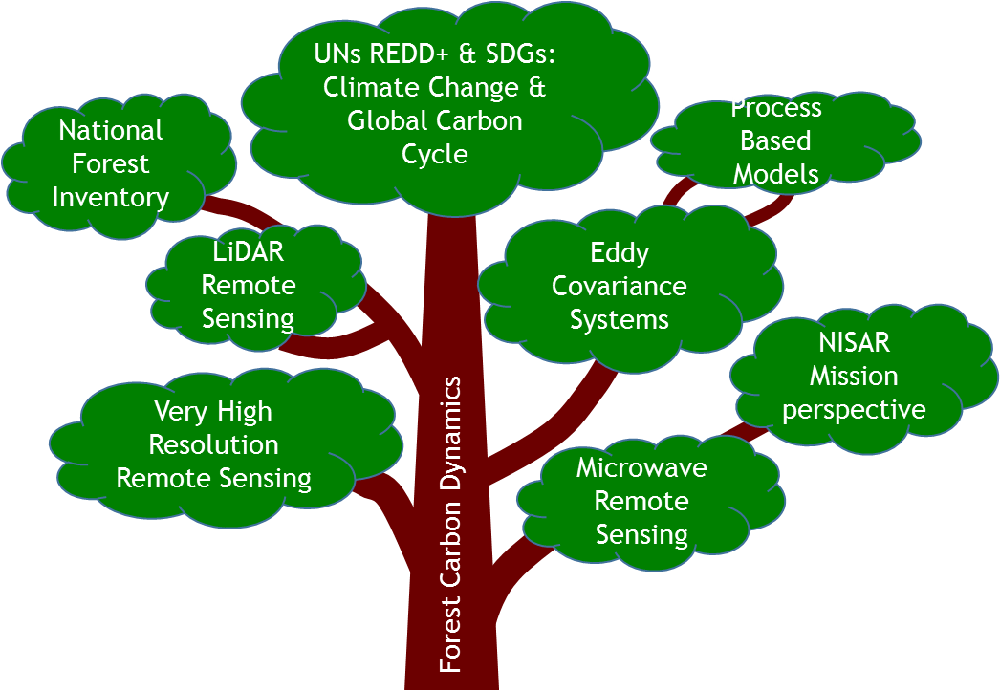 UNs REDD+ & SDGs:
Climate Change &
Global Carbon
Cycle
National
Forest
Inventory
Process
Based
Models
LiDAR
Remote
Sensing
Eddy
Covariance
Systems
NISAR
Mission
perspective
Very High
Resolution
Remote Sensing
Microwave
Remote
Sensing
Forest Carbon Dynamics